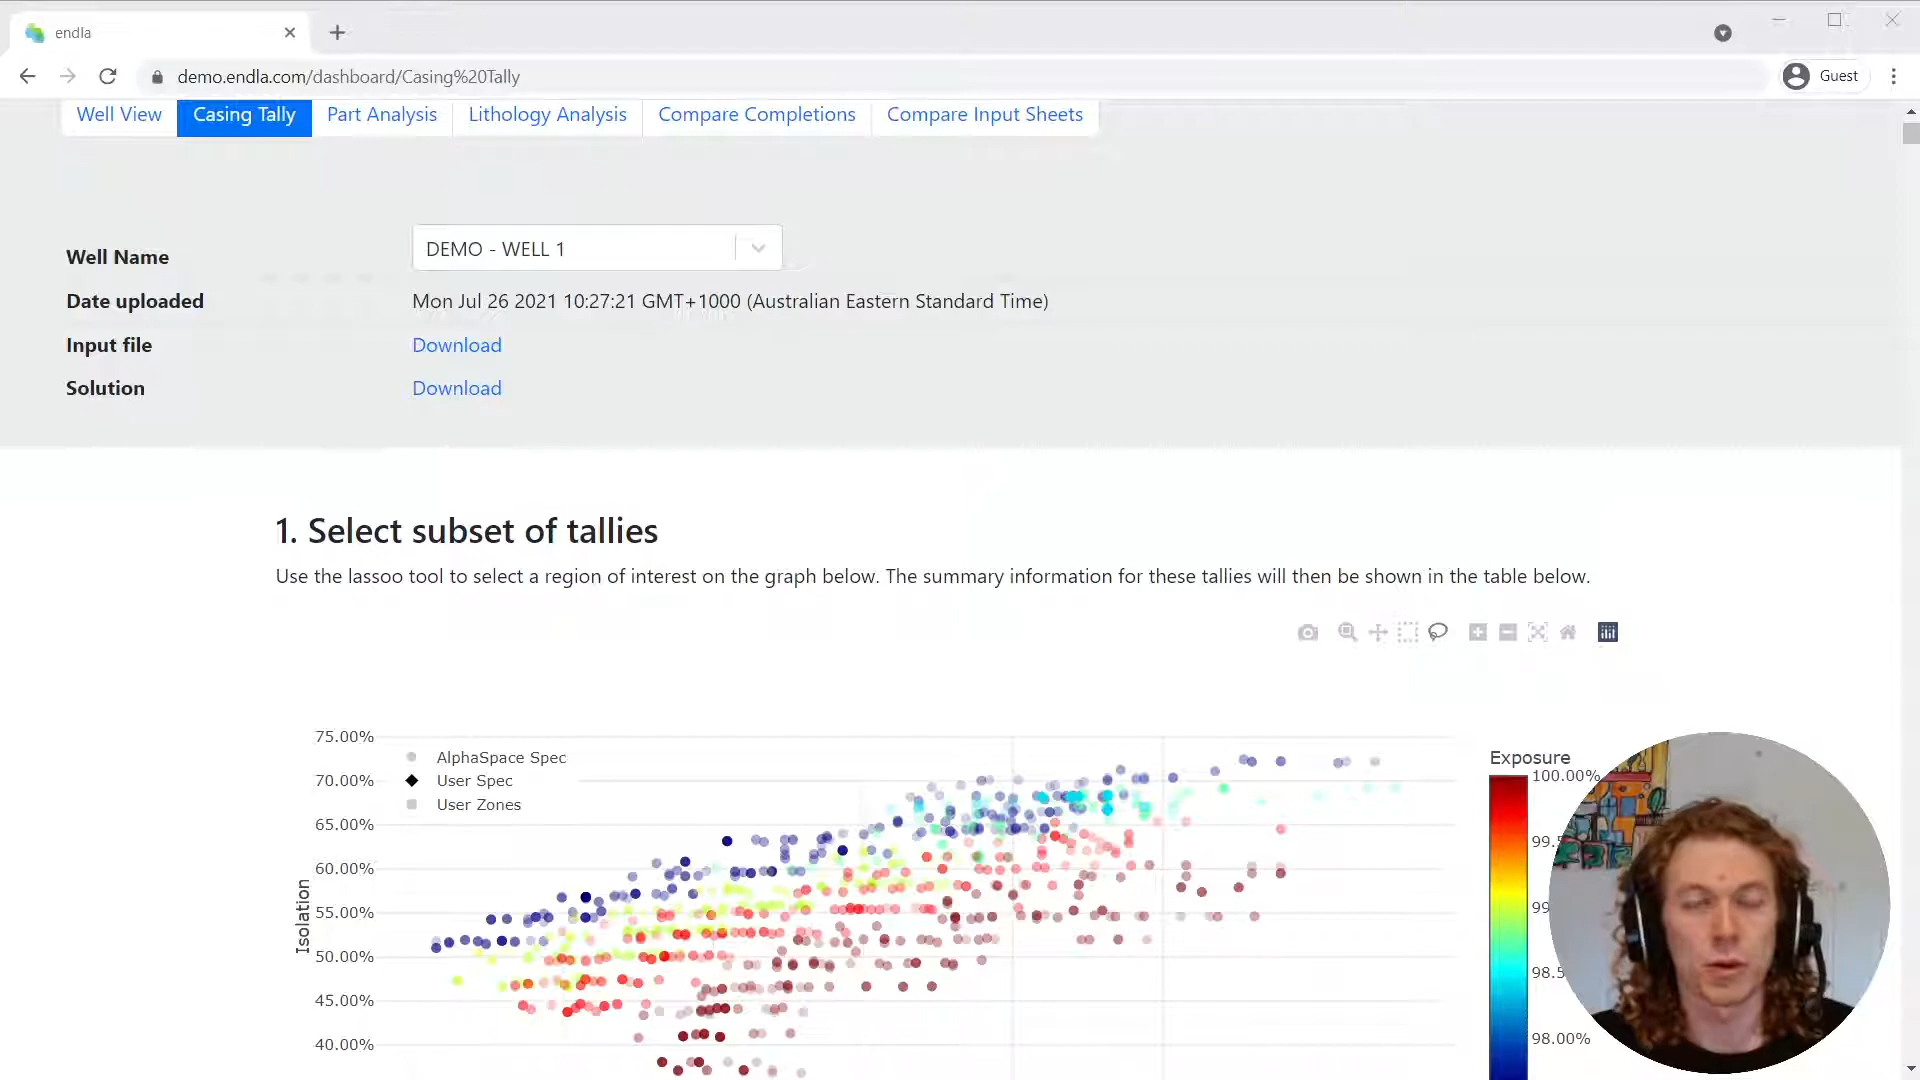 endla
demo.endla.com/dashboard/Casing%20Tally
Guest
Well View
Casing Tally
Part Analysis
Lithology Analysis
Compare Completions
Compare Input Sheets
Well Name
DEMO - WELL 1
Date uploaded
Mon Jul 26 2021 10:27:21 GMT+1000 (Australian Eastern Standard Time)
Input file
Download
Solution
Download
1. Select subset of tallies
Use the lassoo tool to select a region of interest on the graph below. The summary information for these tallies will then be shown in the table below.
75.00%
70.00%
65.00%
60.00%
55.00%
50.00%
45.00%
40.00%
Isolation
AlphaSpace Spec
User Spec
User Zones
Exposure
100.00%
98.00%